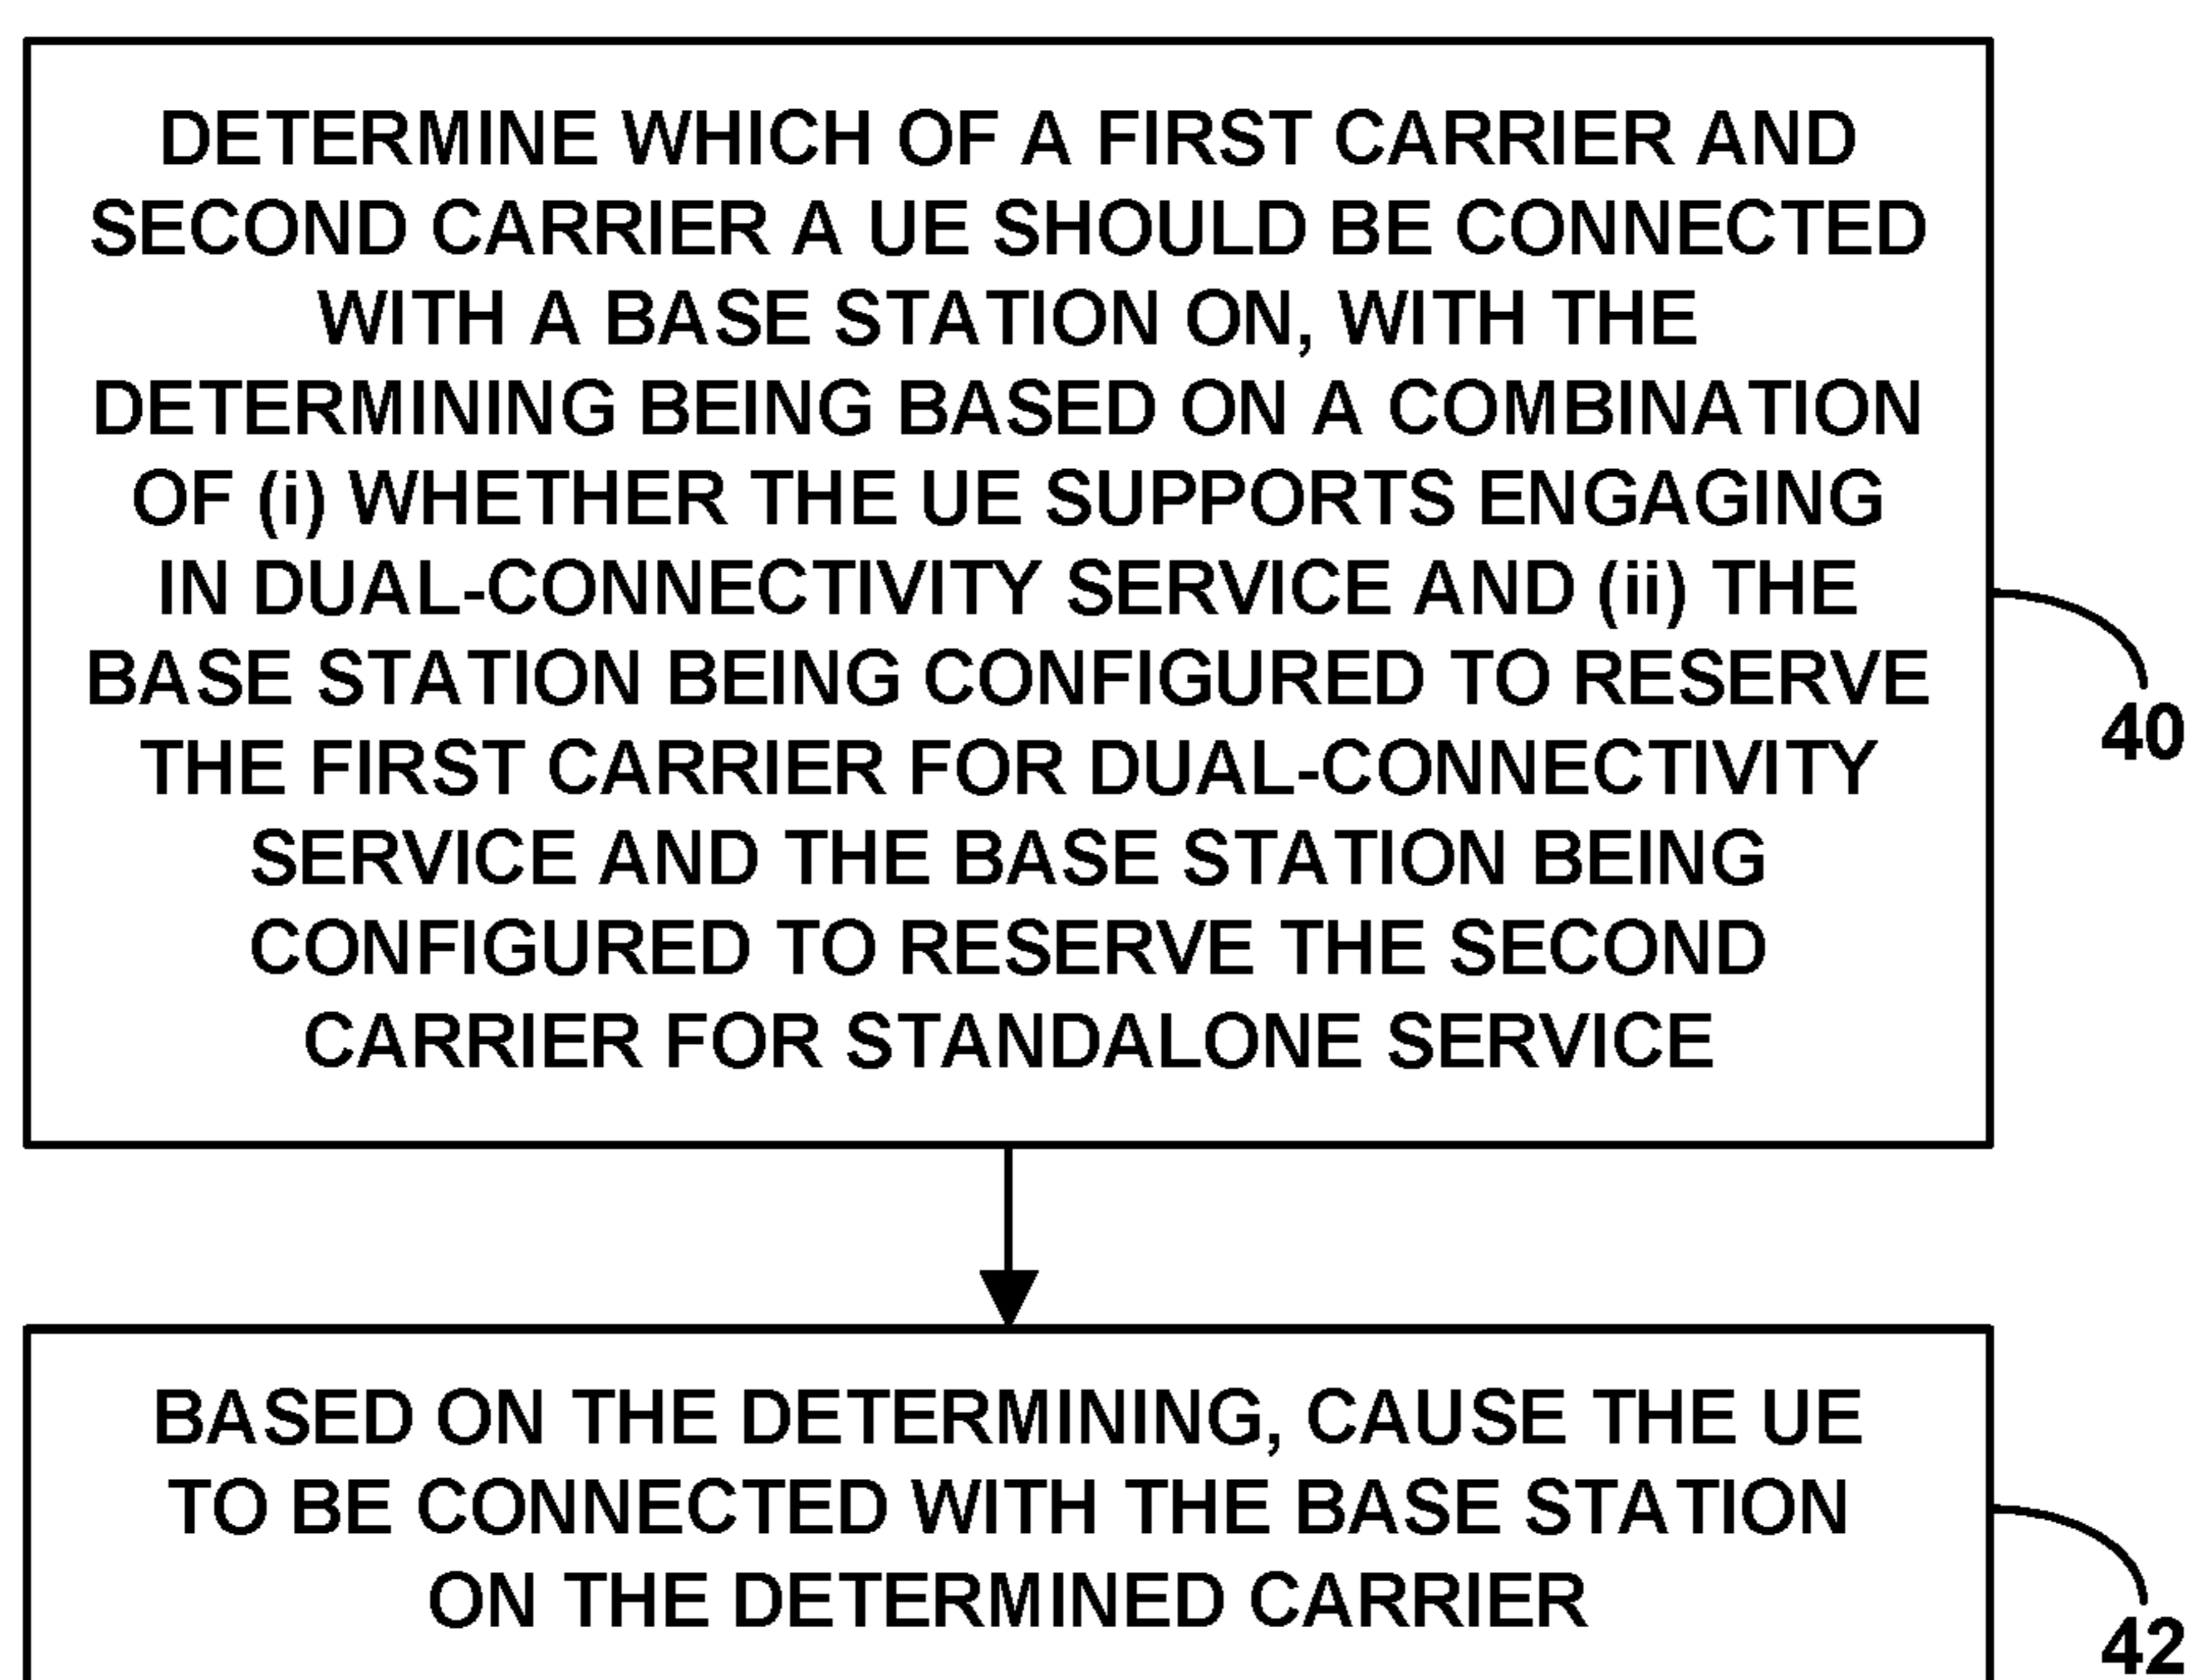 DETERMINE WHICH OF A FIRST CARRIER AND
SECOND CARRIER A UE SHOULD BE CONNECTED
WITH A BASE STATION ON, WITH THE
DETERMINING BEING BASED ON A COMBINATION
OF (i) WHETHER THE UE SUPPORTS ENGAGING
IN DUAL-CONNECTIVITY SERVICE AND (ii) THE
BASE STATION BEING CONFIGURED TO RESERVE
THE FIRST CARRIER FOR DUAL-CONNECTIVITY
SERVICE AND THE BASE STATION BEING
CONFIGURED TO RESERVE THE SECOND
CARRIER FOR STANDALONE SERVICE
40
BASED ON THE DETERMINING, CAUSE THE UE
TO BE CONNECTED WITH THE BASE STATION
ON THE DETERMINED CARRIER
42